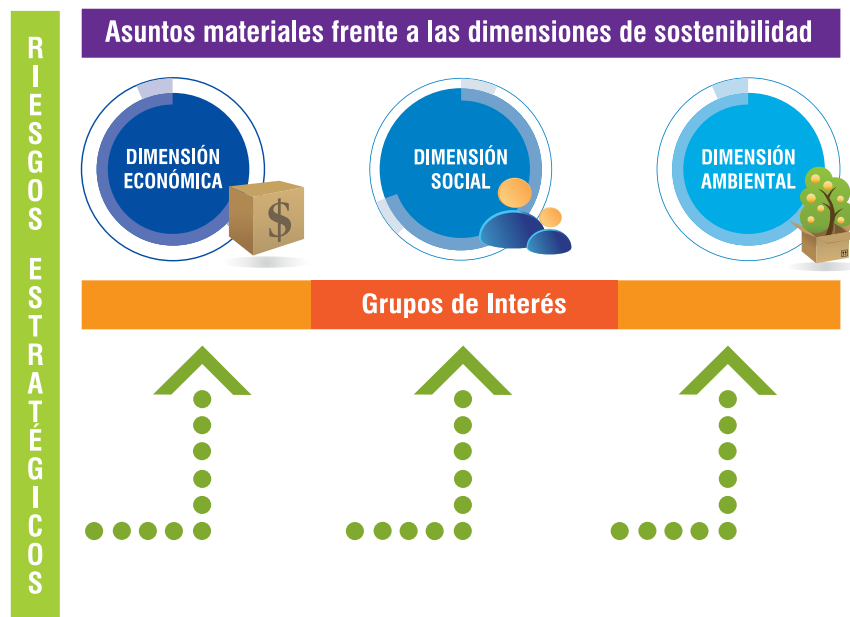 RIESGOS ESTRATÉGICOS
Asuntos materiales frente a las dimensiones de sostenibilidad
DIMENSIÓN
ECONÓMICA
$
DIMENSIÓN
SOCIAL
DIMENSIÓN
AMBIENTAL
Grupos de Interés